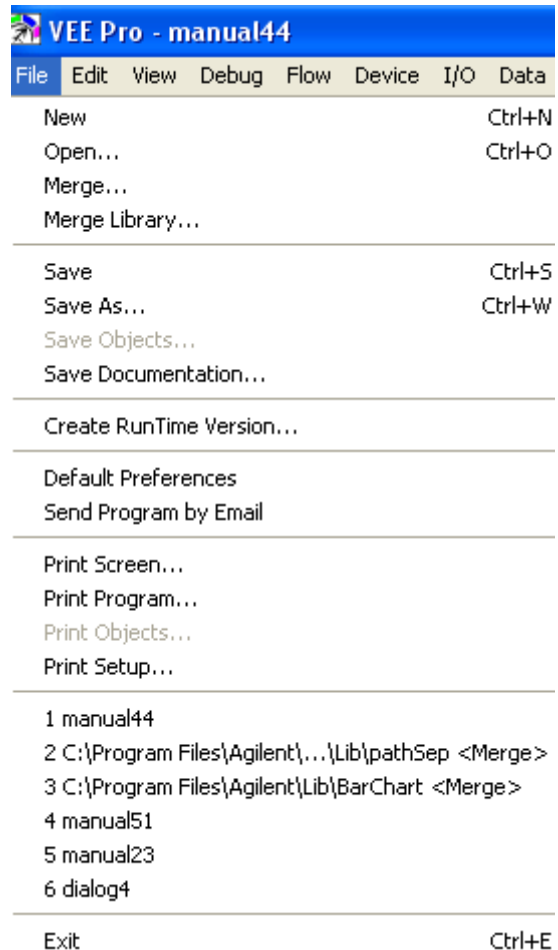 VEE Pro - manual44
File Edit View Debug Flow Device I/O Data
New Ctrl+N
Open... Ctrl+O
Merge...
Merge Library...
Save Ctrl+S
Save As... Ctrl+W
Save Objects...
Save Documentation...
Create RunTime Version...
Default Preferences
Send Program by Email
Print Screen...
Print Program...
Print Objects...
Print Setup...
1 manual44
2 C:\Program Files\Agilent\...\Lib\pathSep <Merge>
3 C:\Program Files\Agilent\Lib\BarChart <Merge>
4 manual51
5 manual23
6 dialog4
Exit Ctrl+E